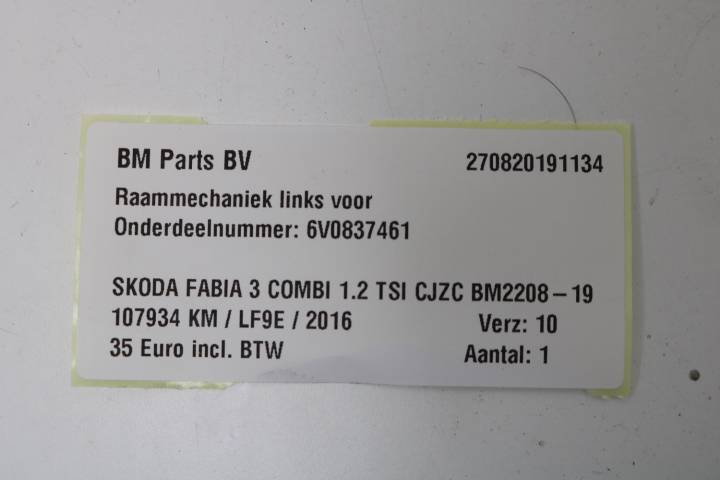 BM Parts BV 270820191134
Raammechaniek links voor
Onderdeelnummer: 6V0837461
SKODA FABIA 3 COMBI 1.2 TSI CJZC BM2208-19
107934 KM / LF9E / 2016 Verz: 10
35 Euro incl. BTW Aantal: 1